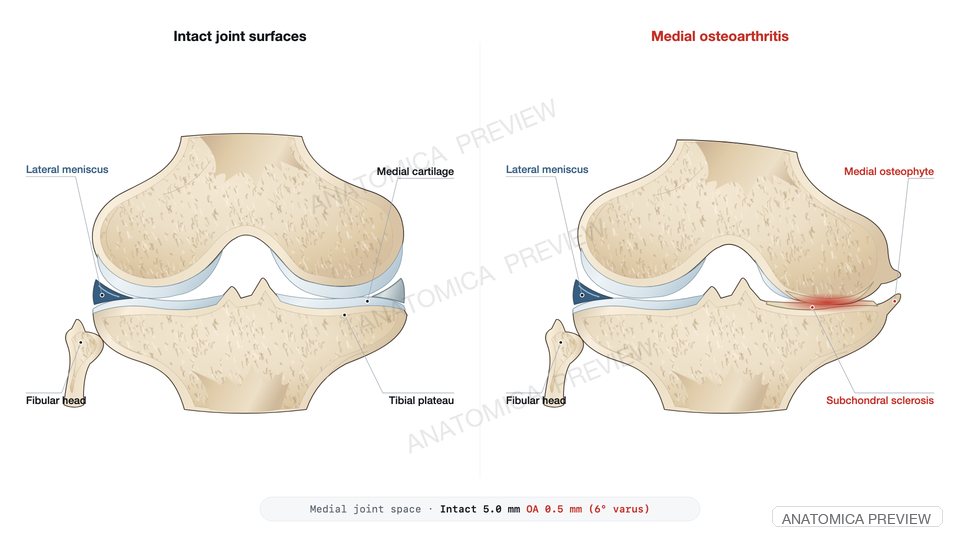 Intact joint surfaces
Medial osteoarthritis
Lateral meniscus
Medial cartilage
Lateral meniscus
Medial osteophyte
Fibular head
Tibial plateau
Fibular head
Subchondral sclerosis
ANATOMICA PREVIEW
ANATOMICA PREVIEW
ANATOMICA PREVIEW
Medial joint space · Intact 5.0 mm OA 0.5 mm (6° varus)
ANATOMICA PREVIEW